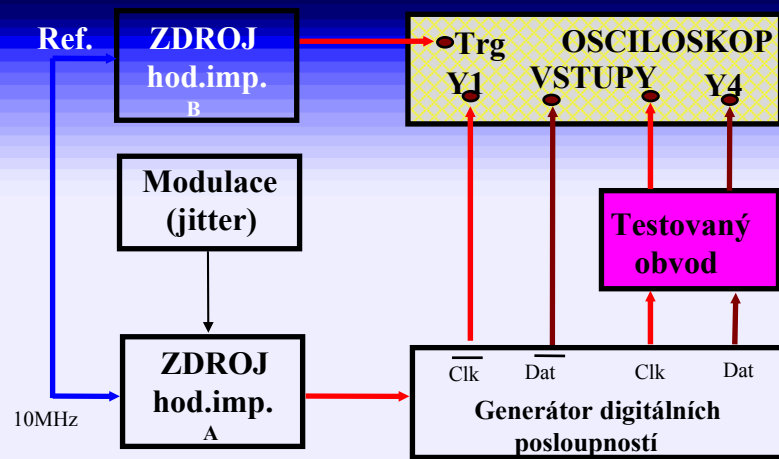 Ref.
ZDROJ
hod.imp.
B
Trg
OSCILOSKOP
Y1
VSTUPY
Y4
Modulace
(jitter)
Testovaný
obvod
10MHz
ZDROJ
hod.imp.
A
Clk Dat Clk Dat
Generátor digitálních
posloupností